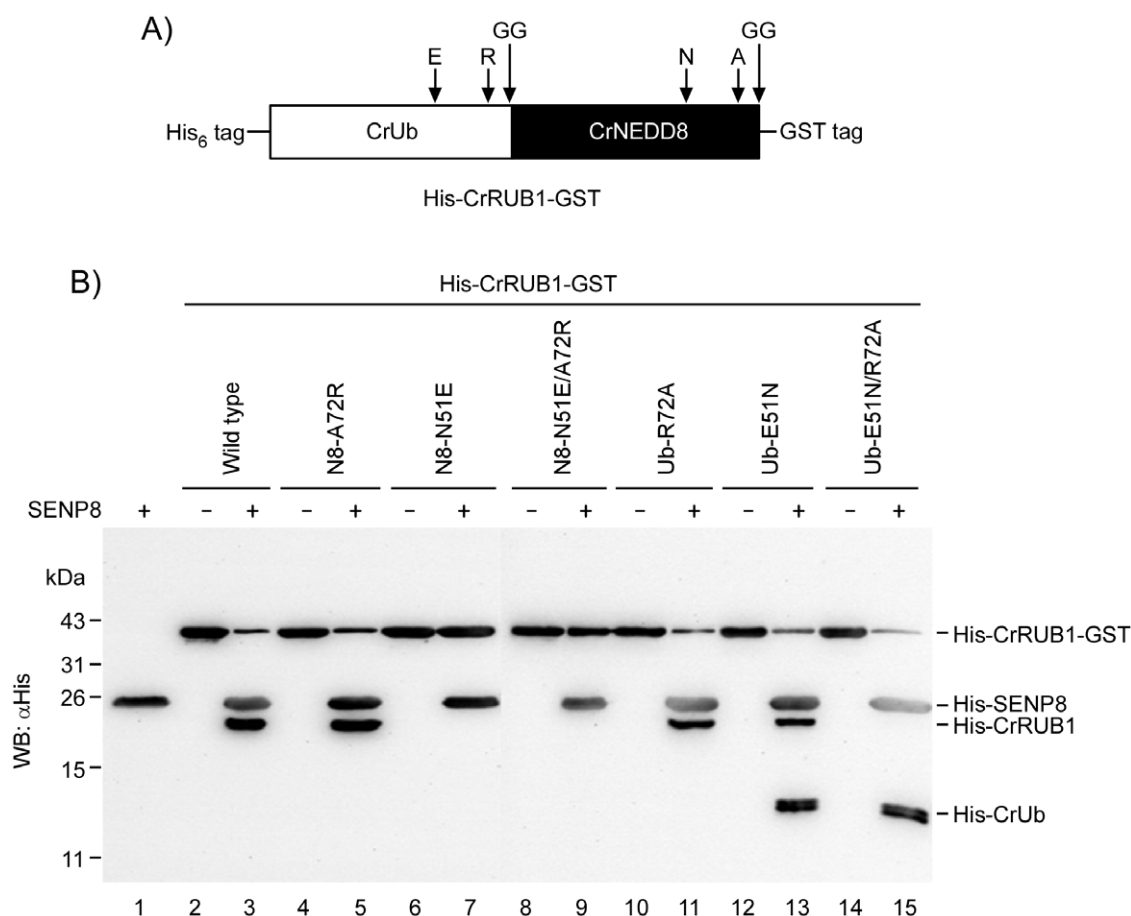 A)
GG GG
E R N A
His6 tag CrUb CrNEDD8 GST tag
His-CrRUB1-GST
B)
His-CrRUB1-GST
Wild type
N8-A72R
N8-N51E
N8-N51E/A72R
Ub-R72A
Ub-E51N
Ub-E51N/R72A
SENP8 + – + – + – + – + – + – + – +
kDa
43
His-CrRUB1-GST
31
26
His-SENP8
His-CrRUB1
WB: αHis
15
His-CrUb
11
1 2 3 4 5 6 7 8 9 10 11 12 13 14 15